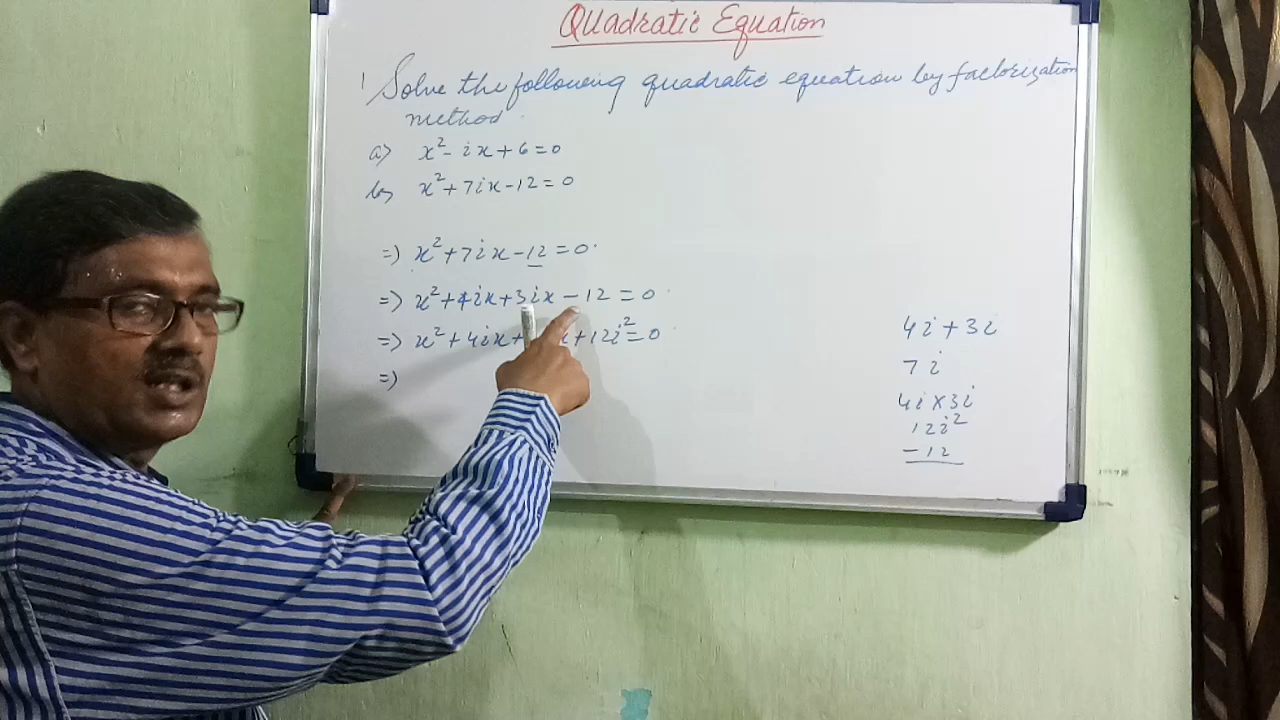 Quadratic Equation
1 Solve the following quadratic equation by factorization
method.
a> x² - ix + 6 = 0
b> x² + 7ix - 12 = 0
=> x² + 7ix - 12 = 0
=> x² + 4ix + 3ix - 12 = 0
=> x² + 4ix + x + 12i² = 0
=>
4i + 3i
7i
4i × 3i
12i²
-12